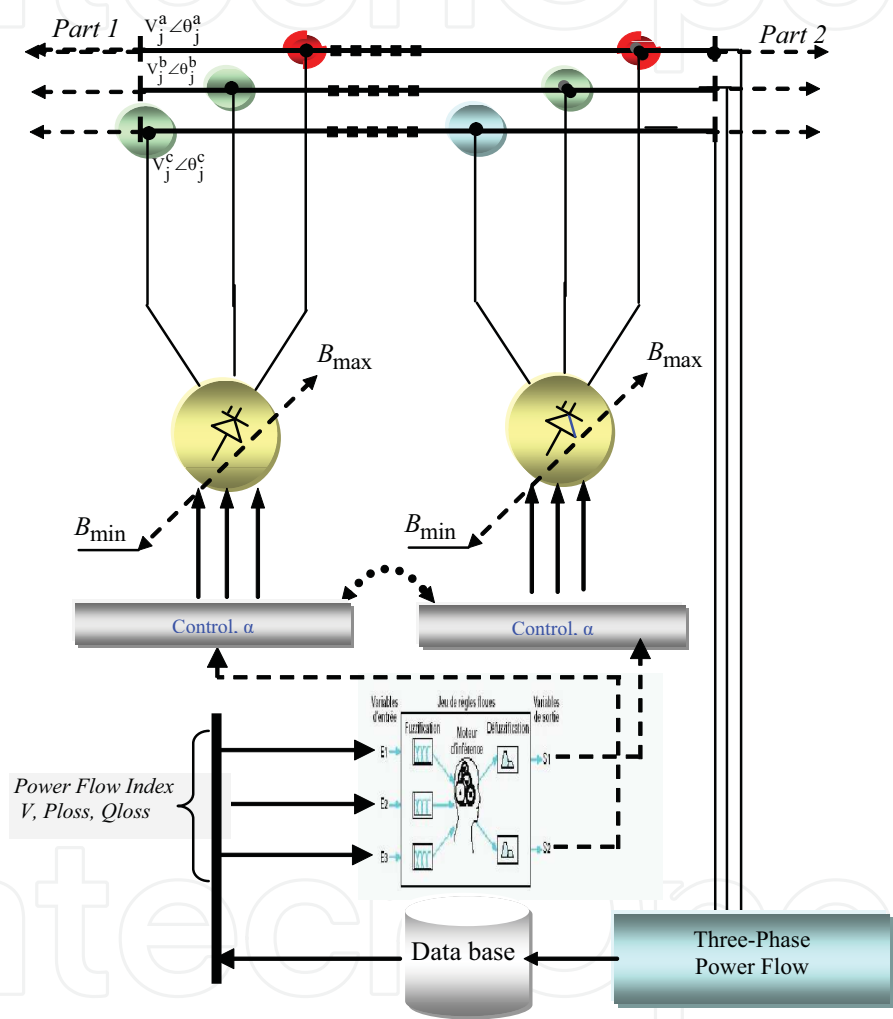 Part 1
V_j^a∠θ_j^a
Part 2
V_j^b∠θ_j^b
V_j^c∠θ_j^c
B_max
B_max
B_min
B_min
Control, α
Control, α
Variables d'entrée
Jeu de règles floues
Variables de sortie
Fuzzification
Moteur d'inférence
Défuzzification
E1
S1
E2
E3
S2
Power Flow Index
V, Ploss, Qloss
Data base
Three-Phase
Power Flow